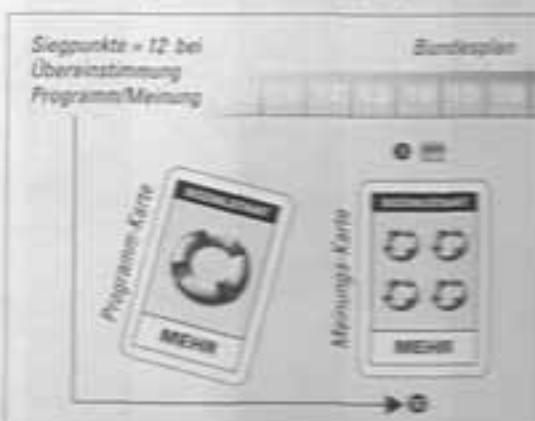 Siegpunkte = 12 bei
Übereinstimmung
Programm/Meinung
Bundesplan
Programm-Karte
MEHR
Meinungs-Karte
MEHR